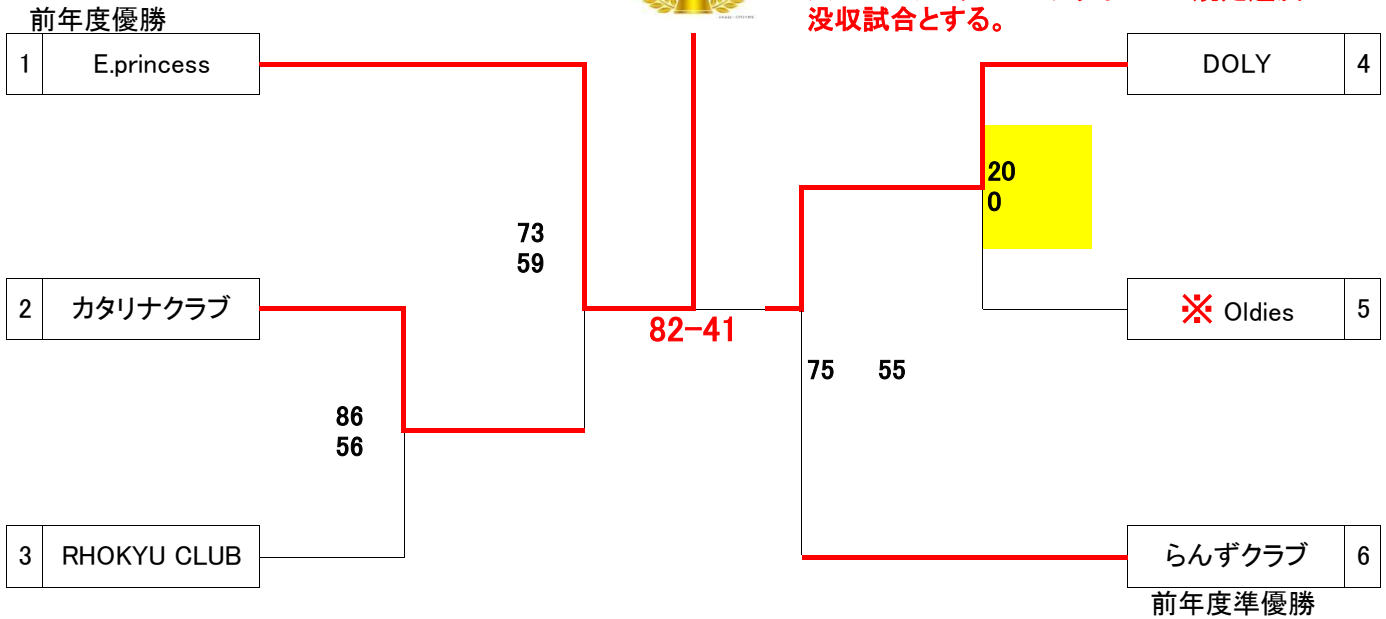 前年度優勝
没収試合とする。
1 E.princess
DOLY 4
20
0
73
59
2 カタリナクラブ
※ Oldies 5
82-41
75 55
86
56
3 RHOKYU CLUB
らんずクラブ 6
前年度準優勝